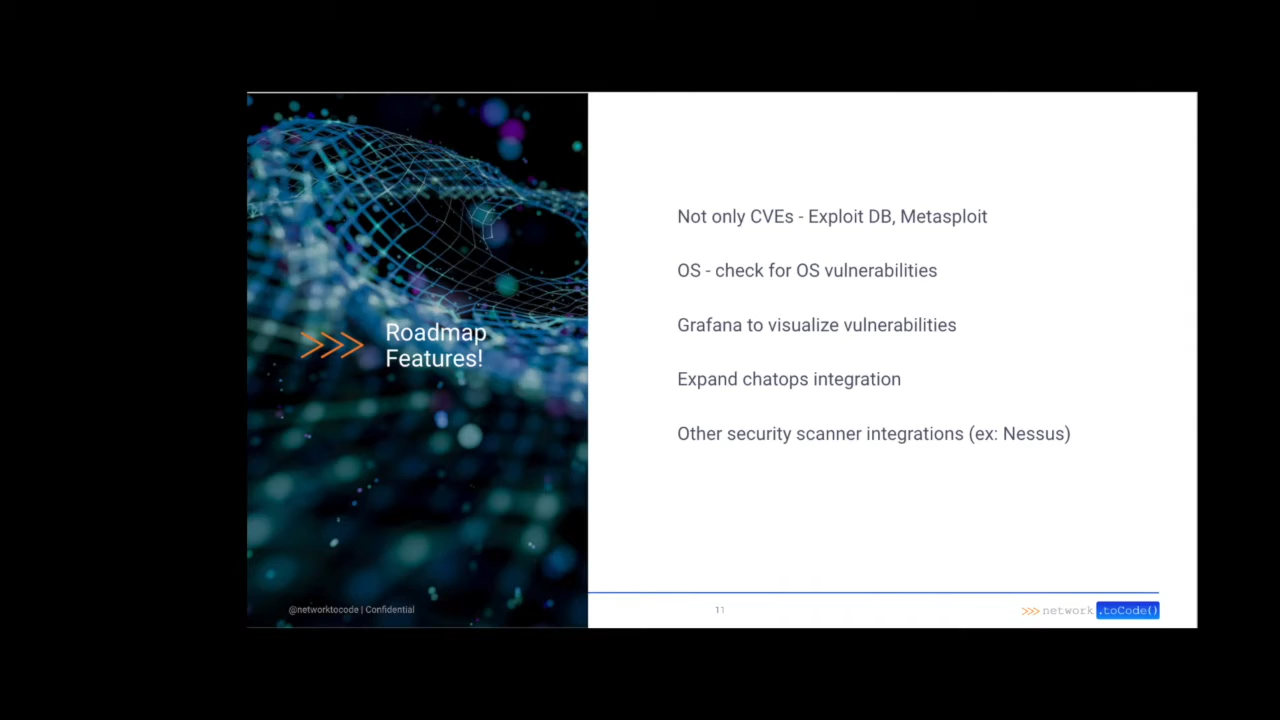 Roadmap
Features!
Not only CVEs - Exploit DB, Metasploit
OS - check for OS vulnerabilities
Grafana to visualize vulnerabilities
Expand chatops integration
Other security scanner integrations (ex: Nessus)
@networktocode | Confidential
11
>>> network.toCode()